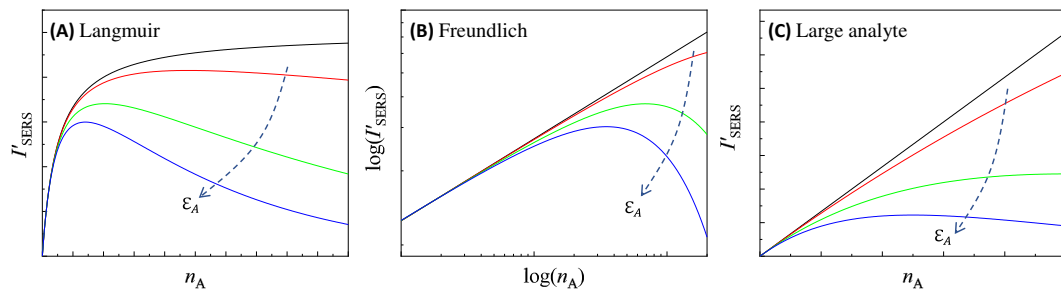 (A) Langmuir
I'SERS
εA
nA
(B) Freundlich
log(I'SERS)
εA
log(nA)
(C) Large analyte
I'SERS
εA
nA